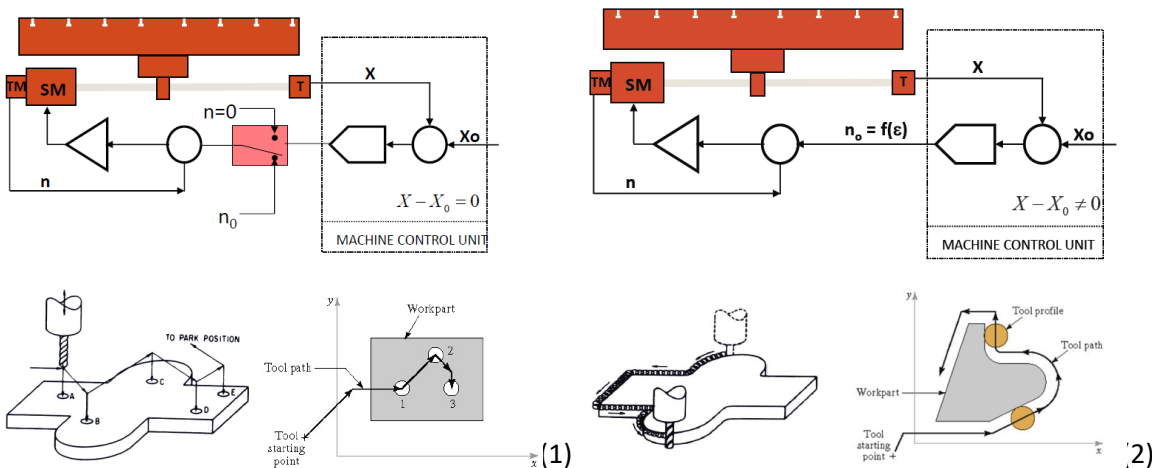 TM
SM
T
X
n=0
Xo
n
n₀
X − X₀ = 0
MACHINE CONTROL UNIT
TM
SM
T
X
nₒ = f(ε)
Xo
n
X − X₀ ≠ 0
MACHINE CONTROL UNIT
TO PARK POSITION
A
B
C
D
E
y
Workpart
Tool path
2
1
3
Tool
starting
point
x
(1)
y
Tool profile
Tool path
Workpart
Tool
starting
point
x
(2)